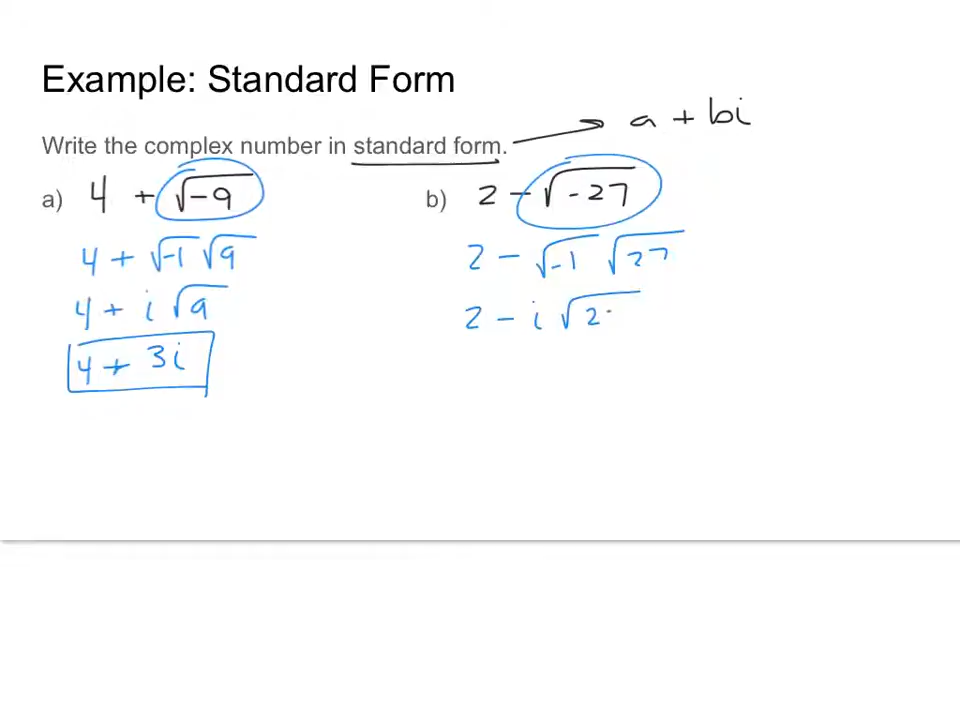 Example: Standard Form
Write the complex number in standard form. → a + bi
a) 4 + √-9
b) 2 - √-27
4 + √-1 √9
2 - √-1 √27
4 + i √9
2 - i √2
4 + 3i